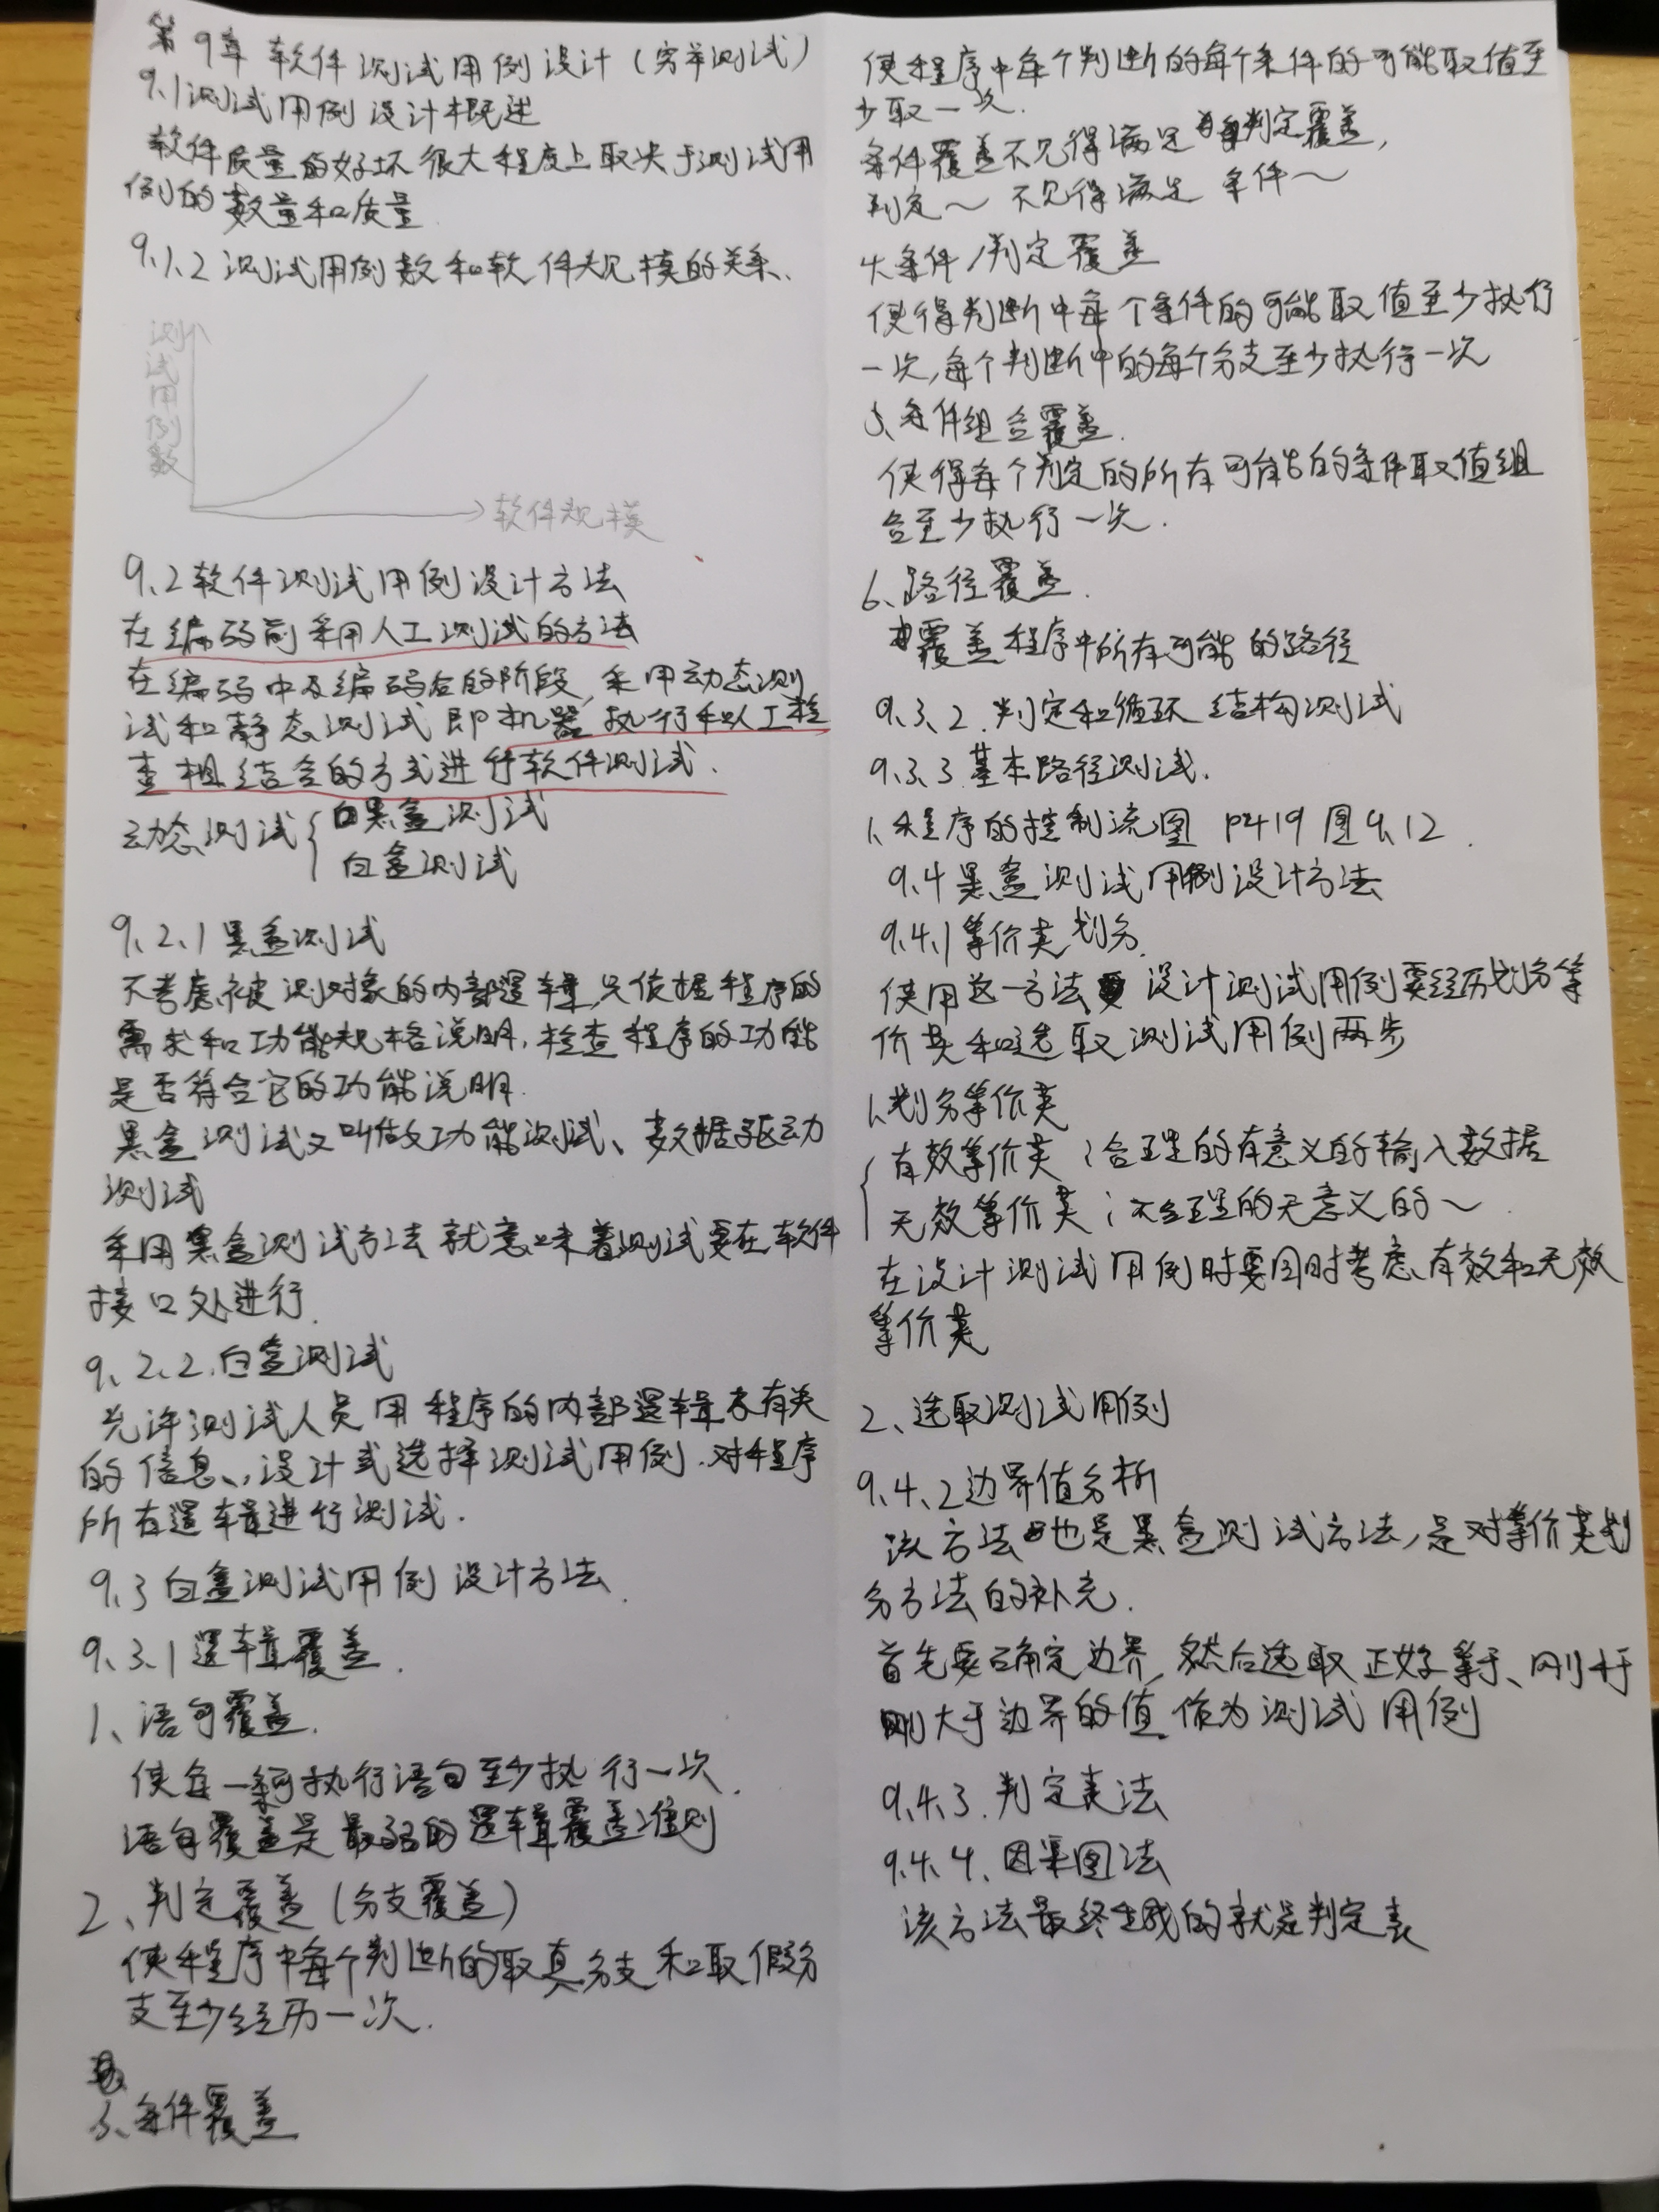 第9章 软件测试用例设计(穷举测试)
9.1测试用例设计概述
软件质量的好坏很大程度上取决于测试用
例的数量和质量
9.1.2 测试用例数和软件规模的关系、
测试用例数
软件规模
9.2软件测试用例设计方法
在编码前采用人工测试的方法
在编码中及编码后的阶段,采用动态测
试和静态测试即机器执行和人工检
查相结合的方式进行软件测试.
动态测试{黑盒测试
白盒测试
9.2.1黑盒测试
不考虑被测对象的内部逻辑,只依据程序的
需求和功能规格说明,检查程序的功能
是否符合它的功能说明.
黑盒测试又叫做功能测试、数据驱动
测试
采用黑盒测试方法就意味着测试要在软件
接口处进行.
9.2.2.白盒测试
允许测试人员用程序的内部逻辑有关
的信息,设计或选择测试用例.对程序
所有逻辑进行测试.
9.3白盒测试用例设计方法.
9.3.1逻辑覆盖.
1、语句覆盖.
使每一条可执行语句至少执行一次.
语句覆盖是最弱的逻辑覆盖准则
2、判定覆盖(分支覆盖)
使程序中每个判断的取真分支和取假分
支至少经历一次.
3、条件覆盖
使程序中每个判断的每个条件的可能取值至
少取一次.
条件覆盖不见得满足判定覆盖,
判定～不见得满足 条件～
4.条件/判定覆盖
使得判断中每个条件的可能取值至少执行
一次,每个判断中的每个分支至少执行一次
5、条件组合覆盖.
使得每个判定的所有可能的条件取值组
合至少执行一次.
6、路径覆盖.
覆盖程序中所有可能的路径
9.3.2.判定和循环结构测试
9.3.3基本路径测试.
1、程序的控制流图 P419 图9.12.
9.4黑盒测试用例设计方法
9.4.1等价类划分.
使用这一方法设计测试用例要经历划分等
价类和选取测试用例两步
1、划分等价类
{有效等价类:合理的有意义的输入数据
无效等价类:不合理的无意义的～
在设计测试用例时要同时考虑有效和无效
等价类
2、选取测试用例
9.4.2边界值分析
该方法也是黑盒测试方法,是对等价类划
分方法的补充.
首先要确定边界,然后选取正好等于、刚于
刚大于边界的值作为测试用例
9.4.3.判定表法
9.4.4.因果图法
该方法最终生成的就是判定表